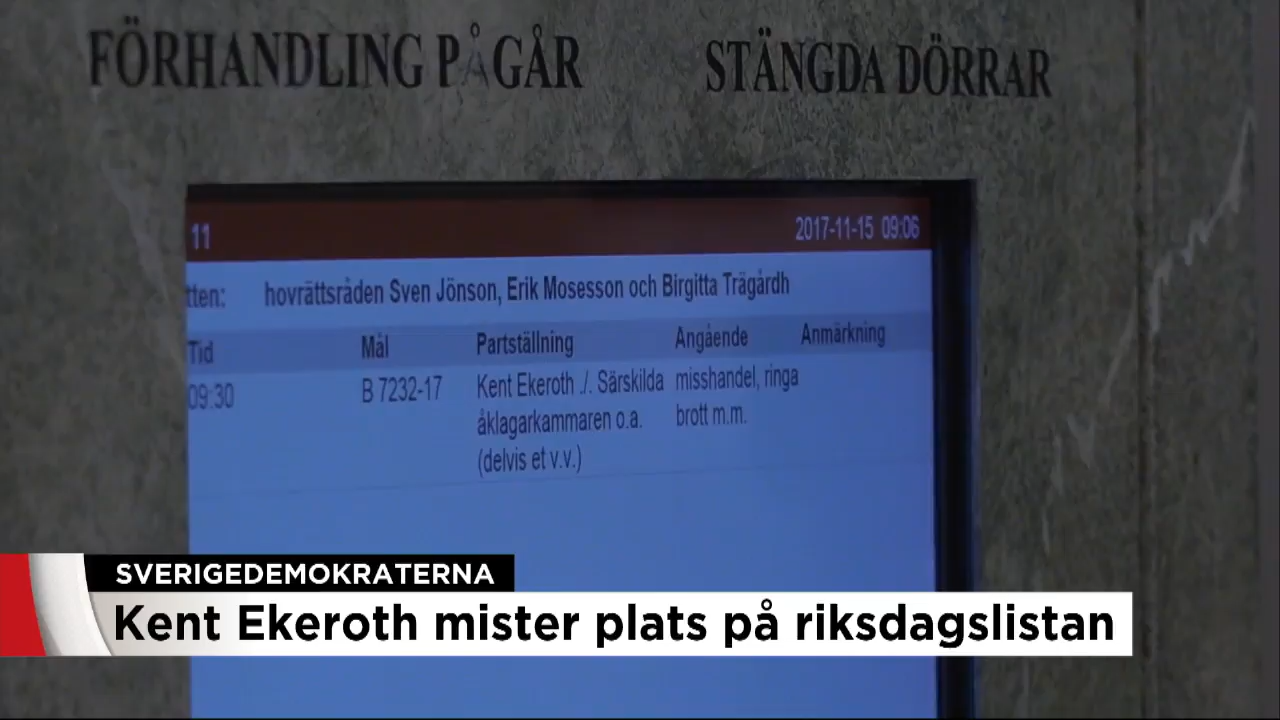 FÖRHANDLING PÅGÅR STÄNGDA DÖRRAR
11 2017-11-15 09:06
tten: hovrättsråden Sven Jönson, Erik Mosesson och Birgitta Trägårdh
Tid Mål Partställning Angående Anmärkning
09:30 B 7232-17 Kent Ekeroth ./. Särskilda misshandel, ringa
åklagarkammaren o.a. brott m.m.
(delvis et v.v.)
SVERIGEDEMOKRATERNA
Kent Ekeroth mister plats på riksdagslistan